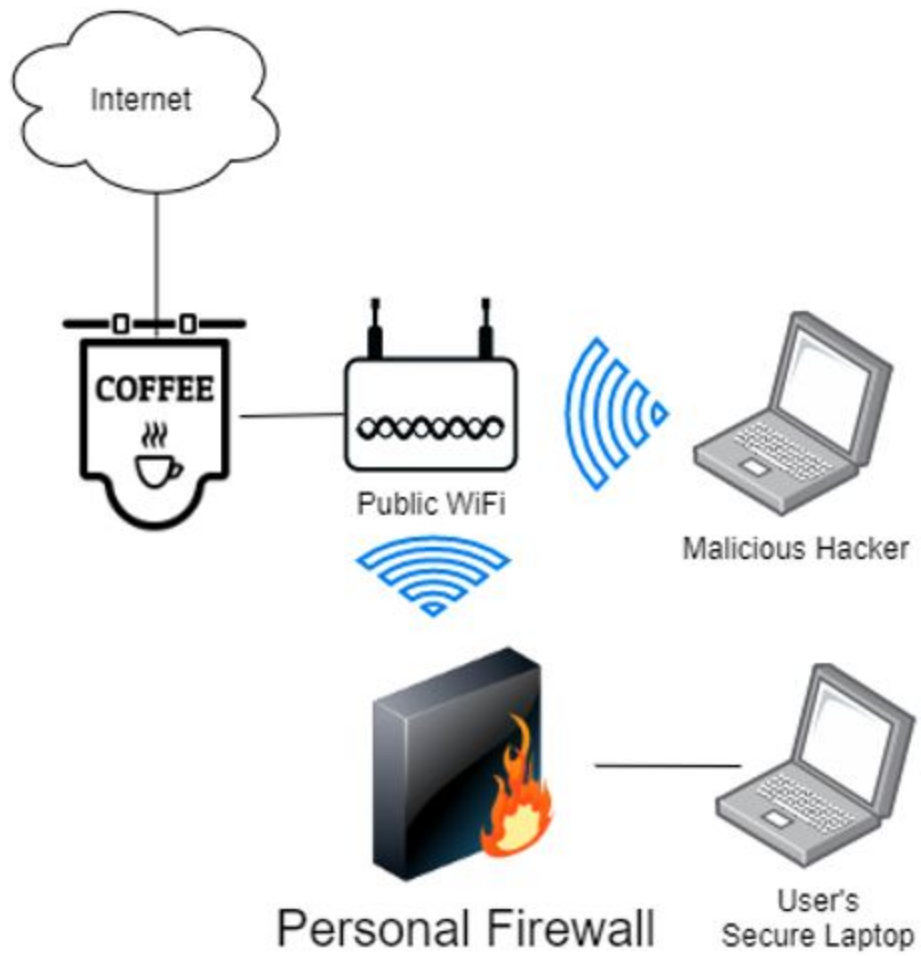 Internet
COFFEE
Public WiFi
Malicious Hacker
Personal Firewall
User's
Secure Laptop